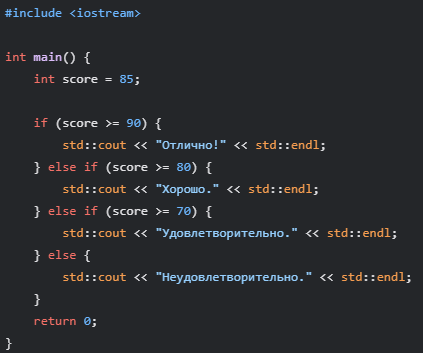 #include <iostream>

int main() {
    int score = 85;

    if (score >= 90) {
        std::cout << "Отлично!" << std::endl;
    } else if (score >= 80) {
        std::cout << "Хорошо." << std::endl;
    } else if (score >= 70) {
        std::cout << "Удовлетворительно." << std::endl;
    } else {
        std::cout << "Неудовлетворительно." << std::endl;
    }
    return 0;
}